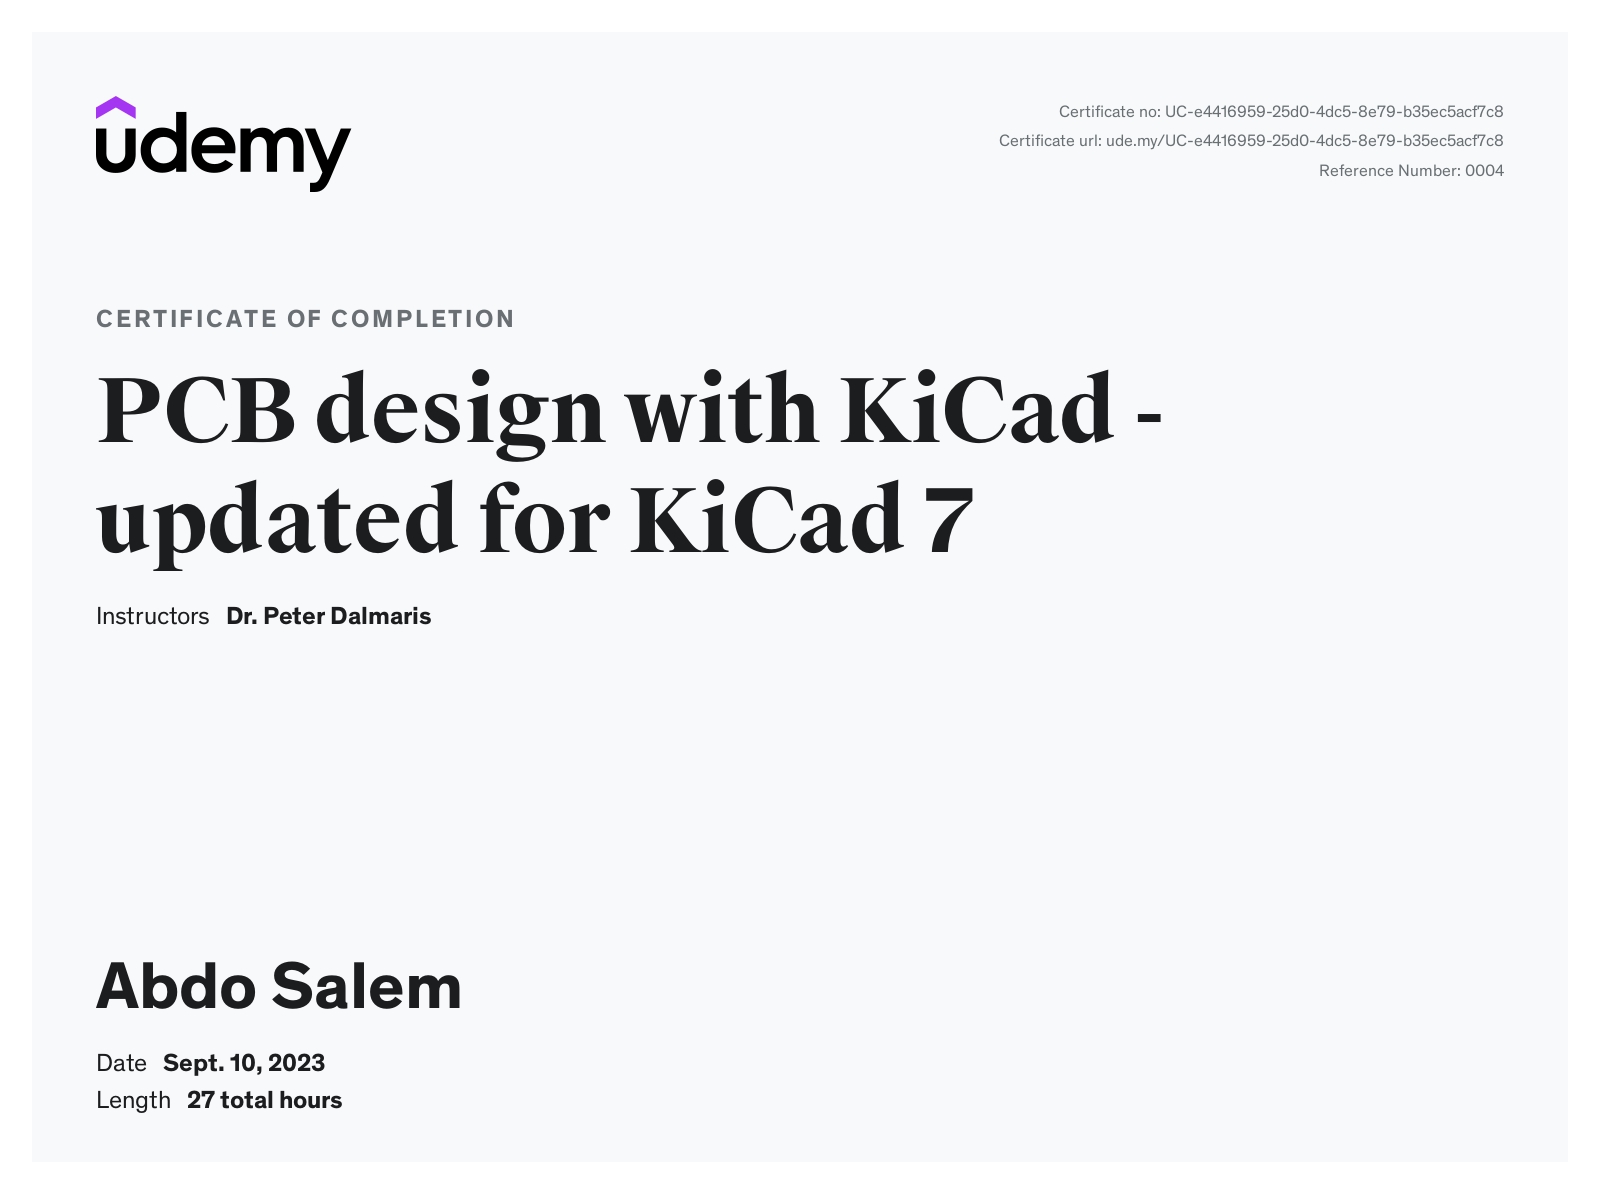 udemy
Certificate no: UC-e4416959-25d0-4dc5-8e79-b35ec5acf7c8
Certificate url: ude.my/UC-e4416959-25d0-4dc5-8e79-b35ec5acf7c8
Reference Number: 0004
CERTIFICATE OF COMPLETION
PCB design with KiCad -
updated for KiCad 7
Instructors Dr. Peter Dalmaris
Abdo Salem
Date Sept. 10, 2023
Length 27 total hours